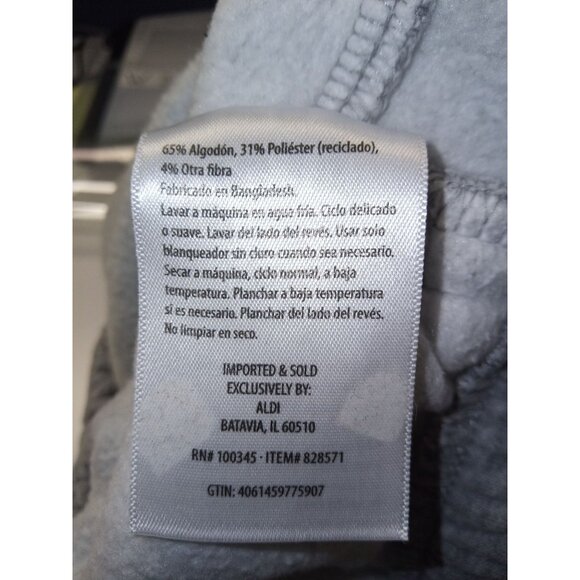 65% Algodón, 31% Poliéster (reciclado),
4% Otra fibra
Fabricado en Bangladesh.
Lavar a máquina en agua fría. Ciclo delicado
o suave. Lavar del lado del revés. Usar solo
blanqueador sin cloro cuando sea necesario.
Secar a máquina, ciclo normal, a baja
temperatura. Planchar a baja temperatura
si es necesario. Planchar del lado del revés.
No limpiar en seco.
IMPORTED & SOLD
EXCLUSIVELY BY:
ALDI
BATAVIA, IL 60510
RN# 100345 · ITEM# 828571
GTIN: 4061459775907